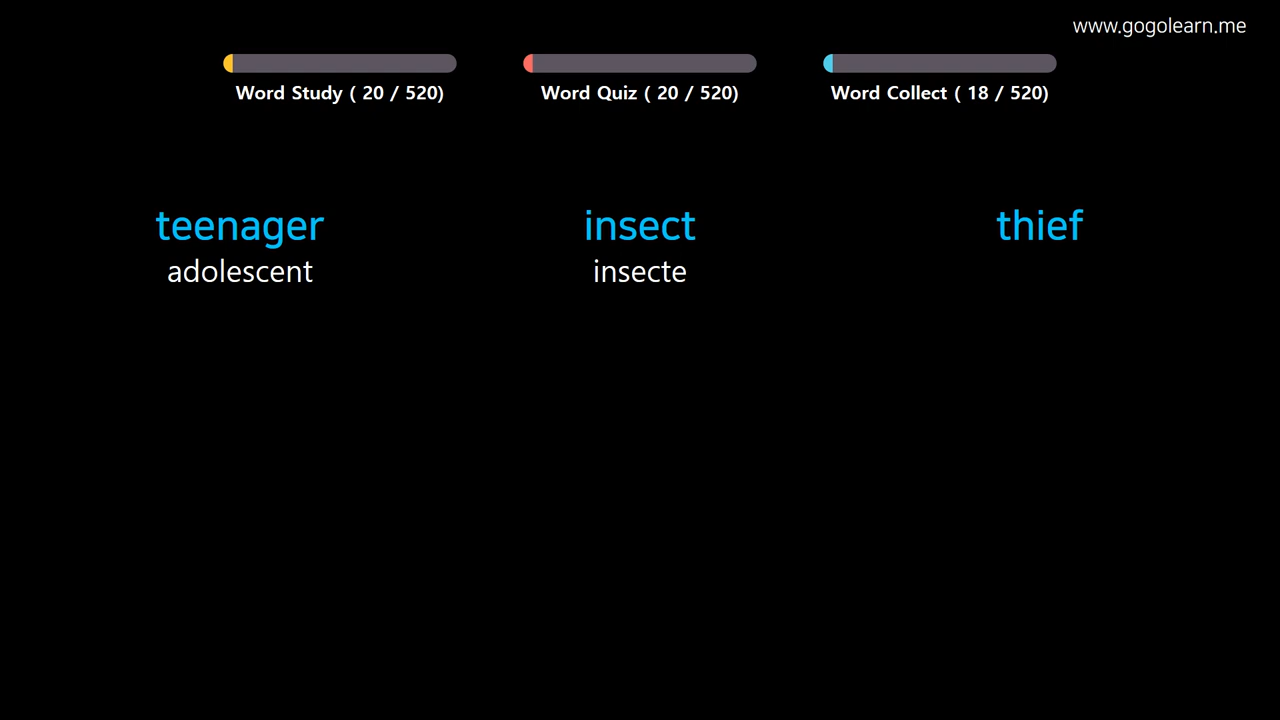 www.gogolearn.me
Word Study ( 20 / 520)
Word Quiz ( 20 / 520)
Word Collect ( 18 / 520)
teenager
adolescent
insect
insecte
thief